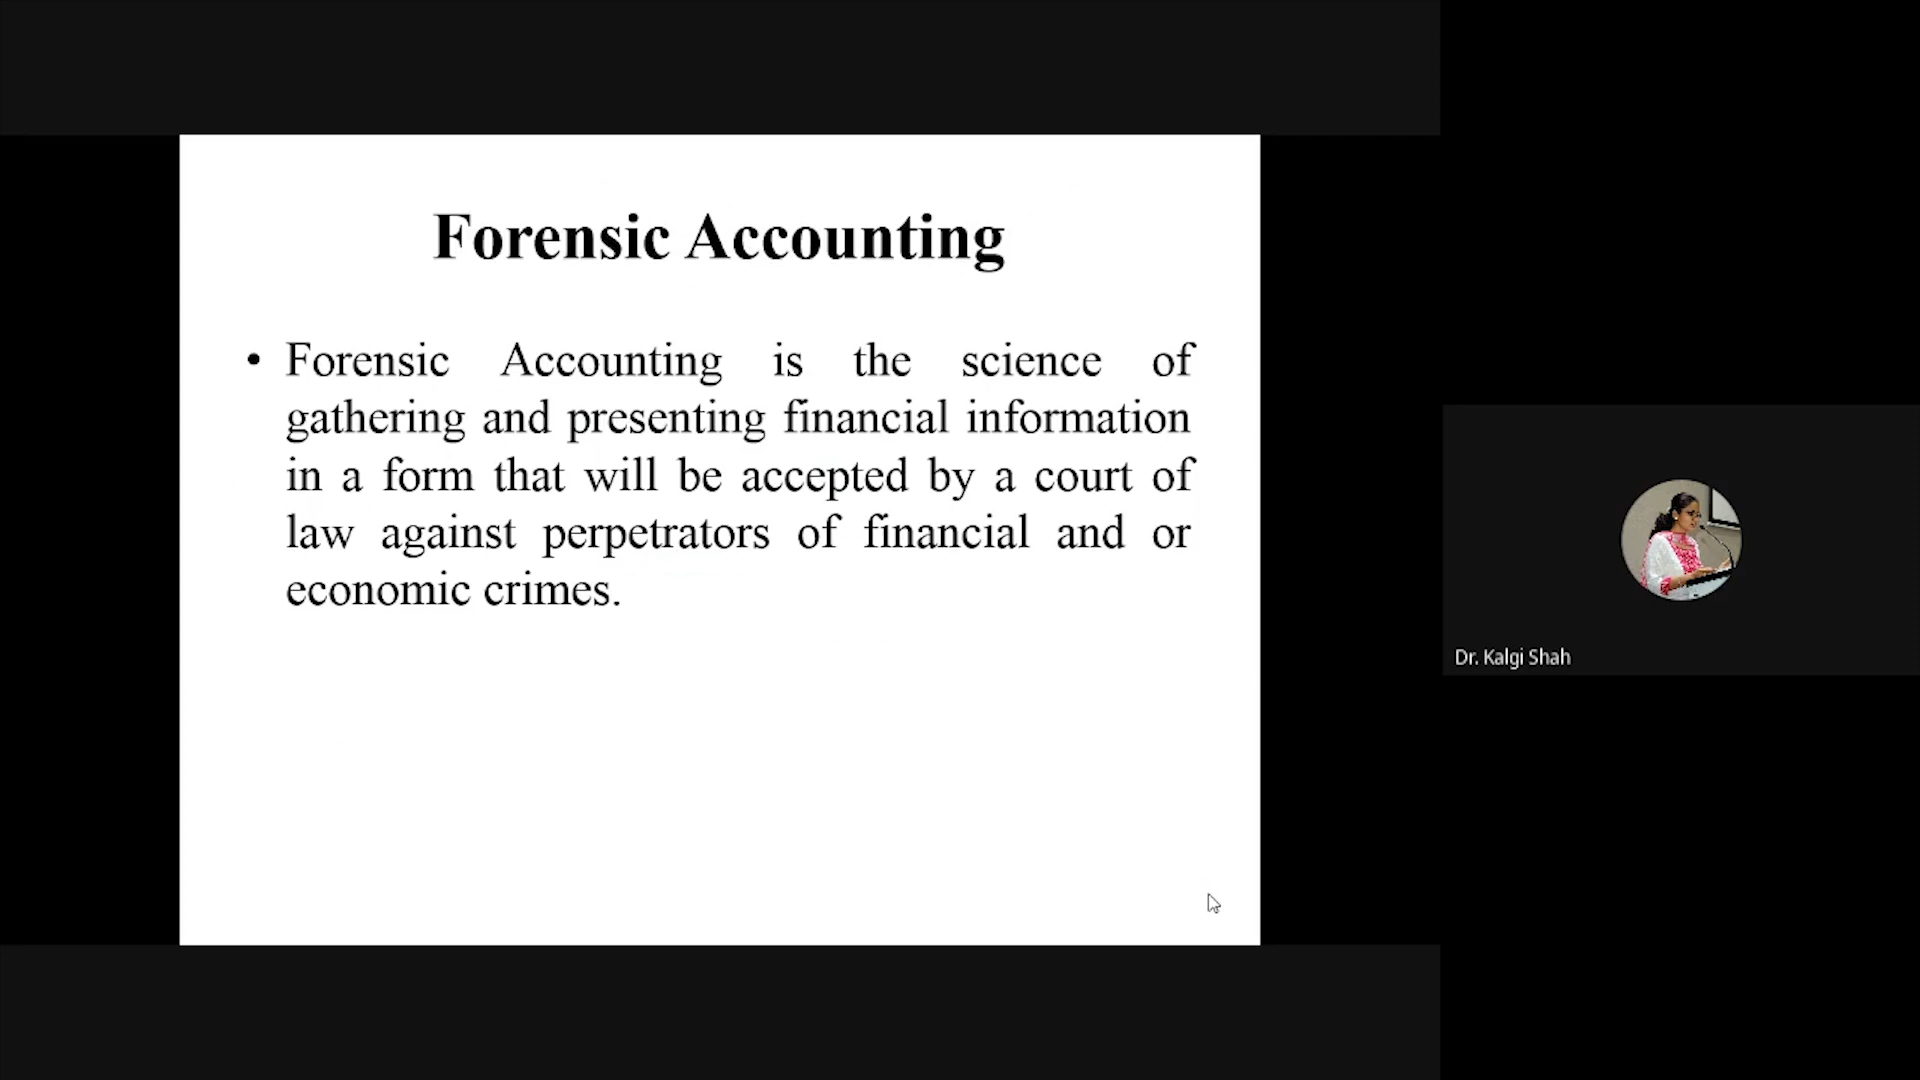 Forensic Accounting
• Forensic Accounting is the science of
gathering and presenting financial information
in a form that will be accepted by a court of
law against perpetrators of financial and or
economic crimes.
Dr. Kalgi Shah